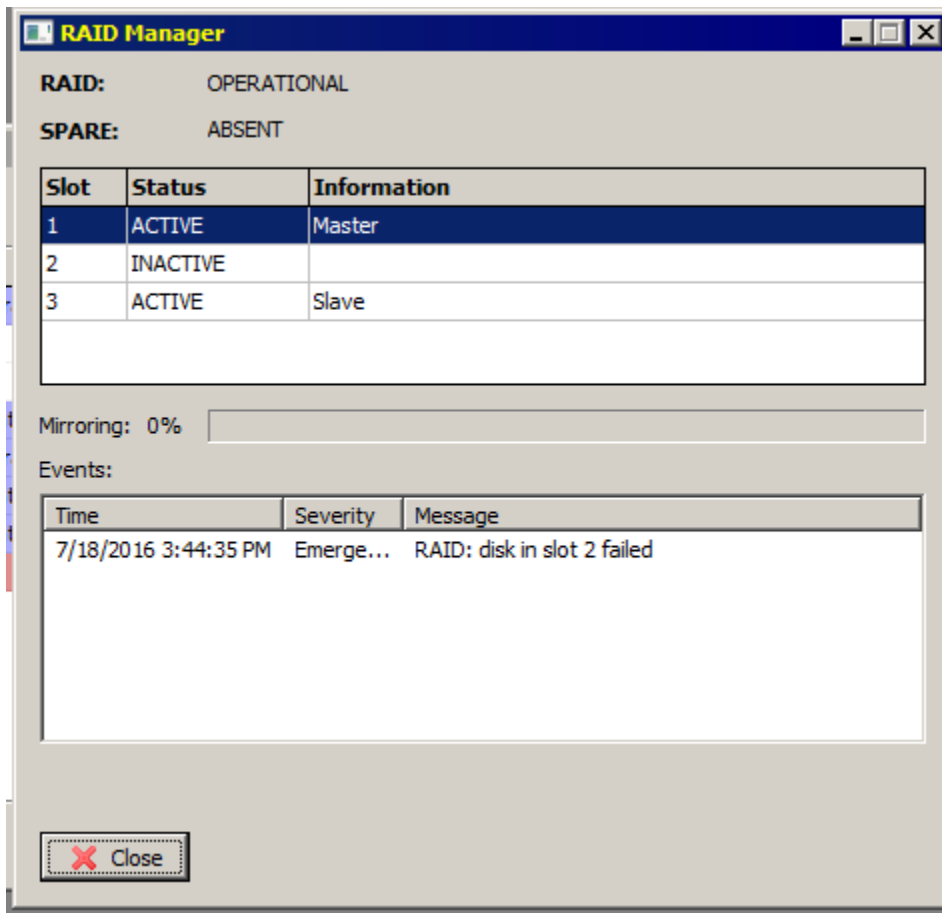 RAID Manager
RAID: OPERATIONAL
SPARE: ABSENT
Slot Status Information
1 ACTIVE Master
2 INACTIVE
3 ACTIVE Slave
Mirroring: 0%
Events:
Time Severity Message
7/18/2016 3:44:35 PM Emerge... RAID: disk in slot 2 failed
Close